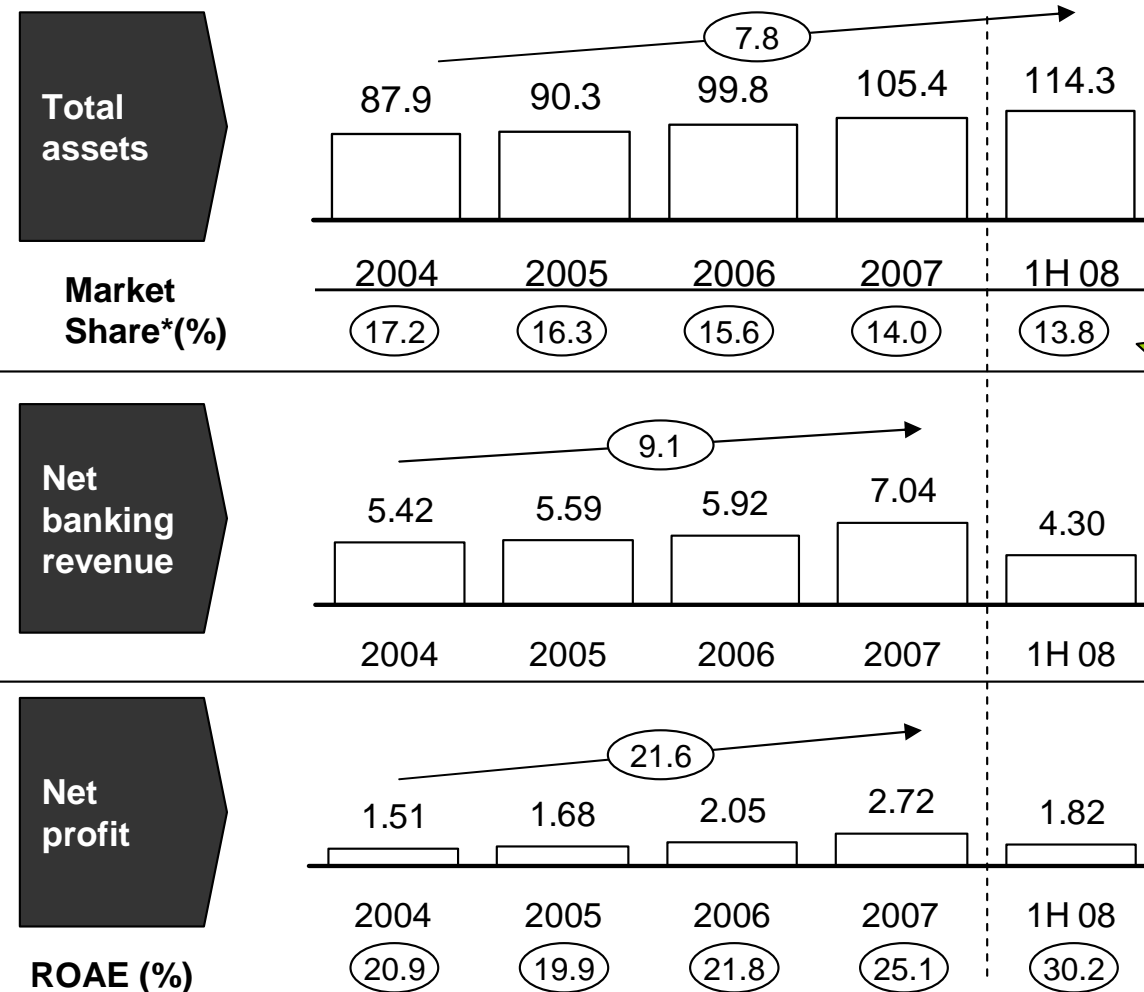 7.8
Total
assets
87.9 90.3 99.8 105.4 114.3
2004 2005 2006 2007 1H 08
Market
Share*(%)
17.2 16.3 15.6 14.0 13.8
9.1
Net
banking
revenue
5.42 5.59 5.92 7.04 4.30
2004 2005 2006 2007 1H 08
21.6
Net
profit
1.51 1.68 2.05 2.72 1.82
2004 2005 2006 2007 1H 08
ROAE (%)
20.9 19.9 21.8 25.1 30.2